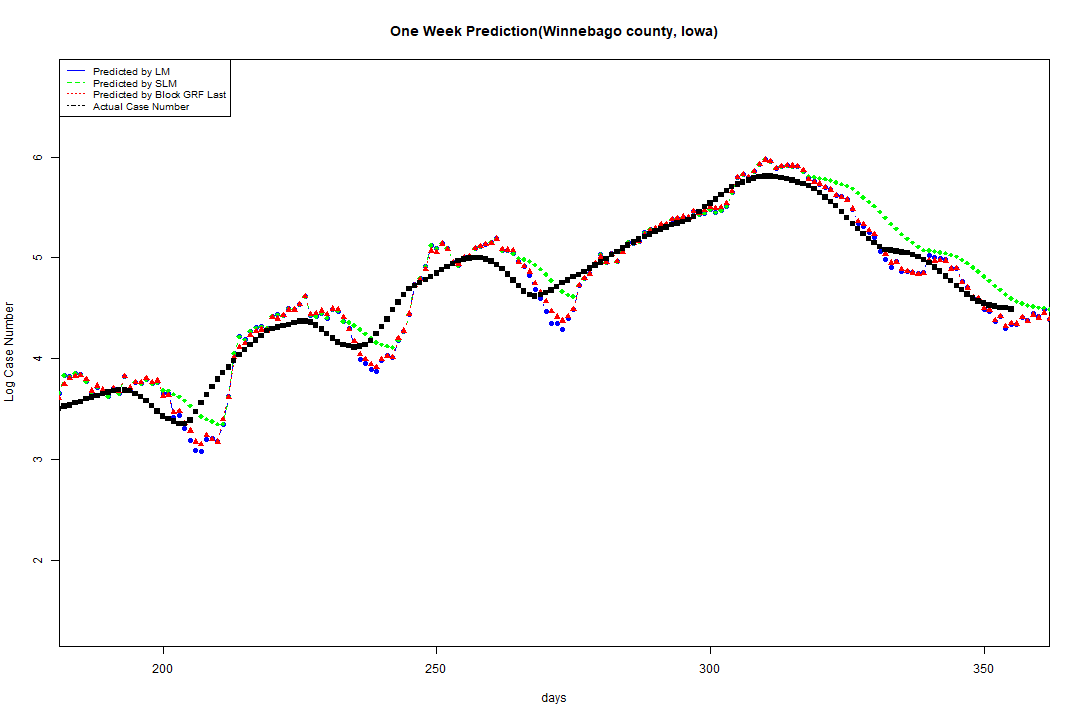 One Week Prediction(Winnebago county, Iowa)
Predicted by LM
Predicted by SLM
Predicted by Block GRF Last
Actual Case Number
6
5
4
3
2
Log Case Number
200 250 300 350
days